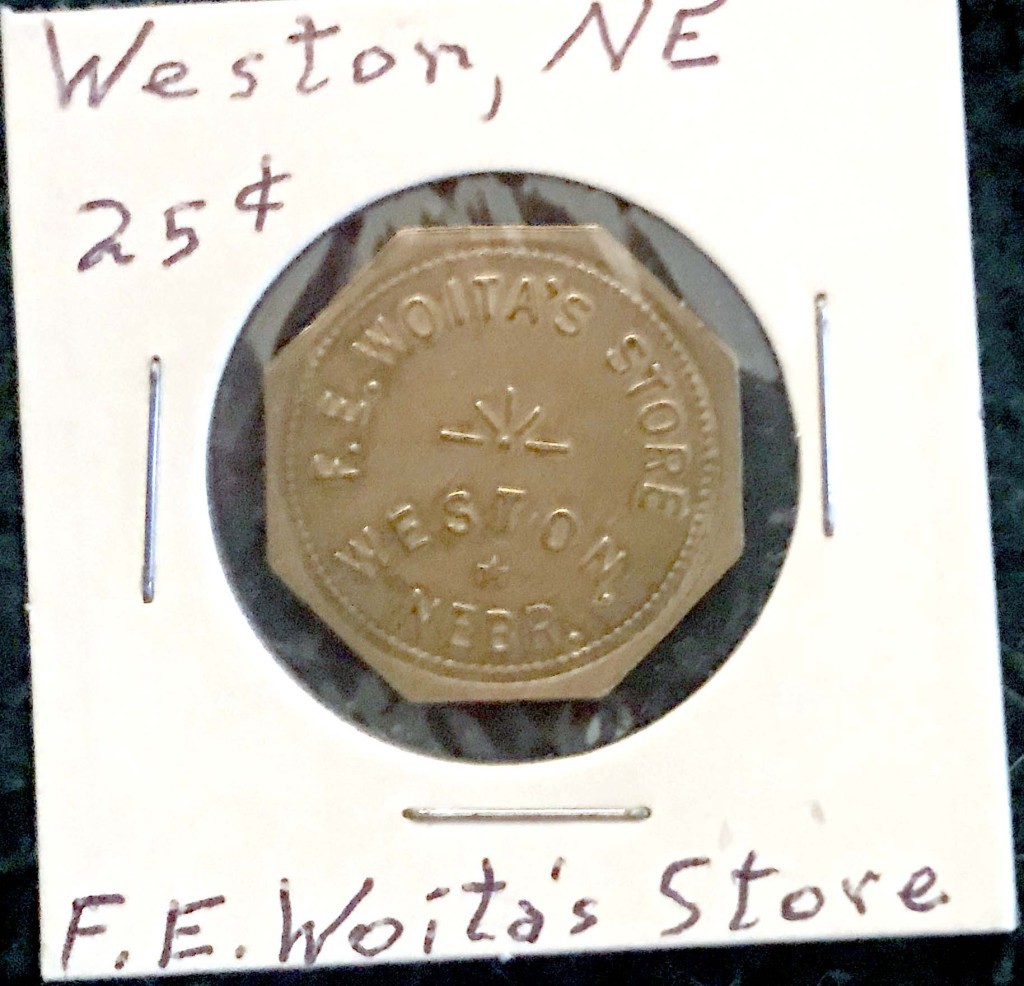 Weston, NE
25¢
F. E. WOITA'S STORE
WESTON,
NEBR.
F. E. Woita's Store